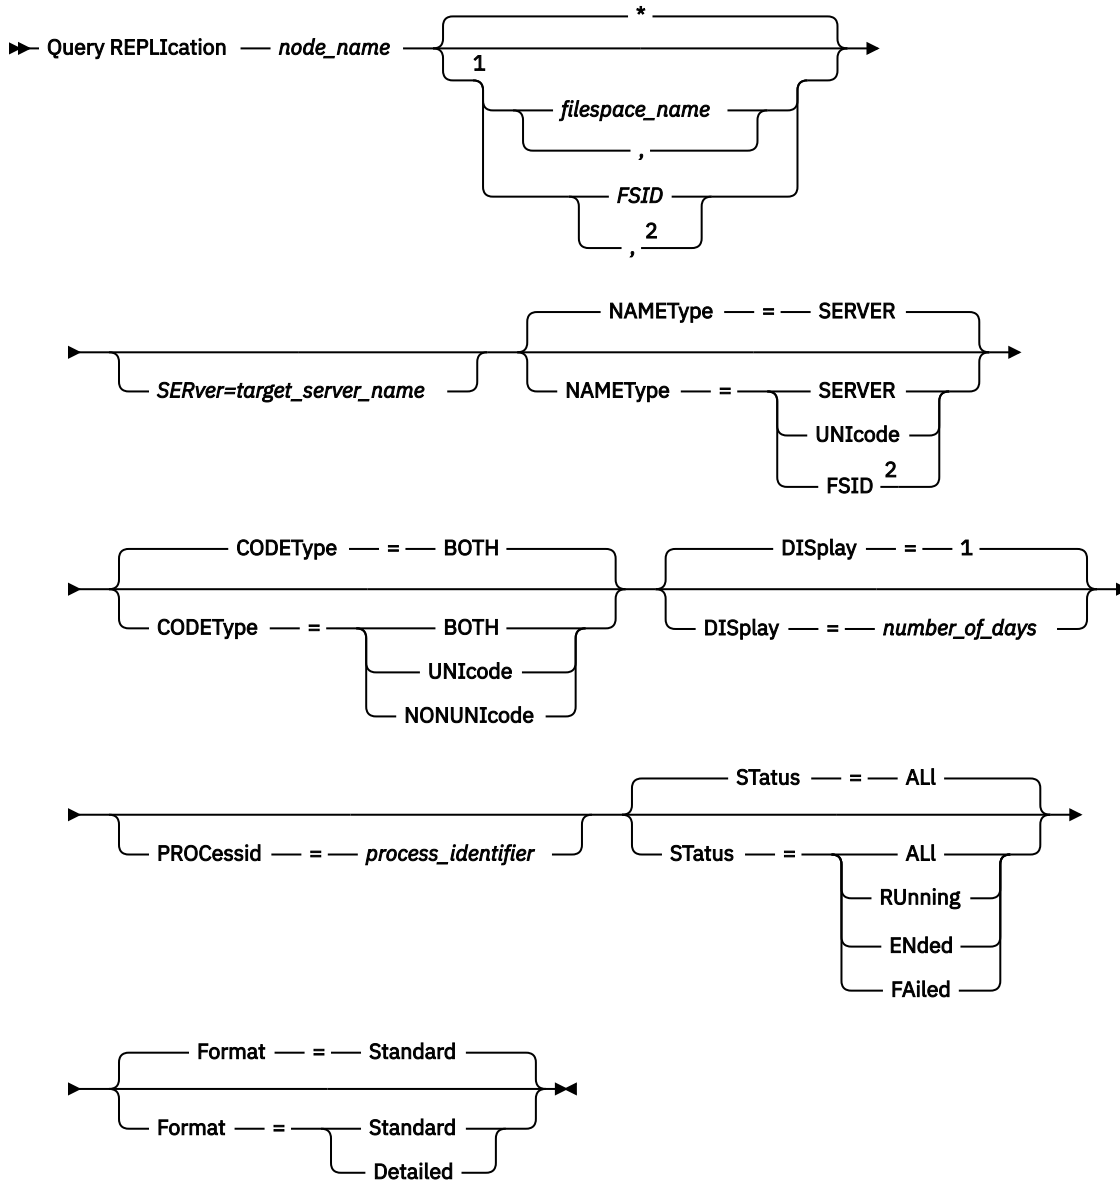 *
Query REPLIcation node_name
1
filespace_name
,
FSID
2
,
NAMEType = SERVER
SERver=target_server_name NAMEType = SERVER
UNIcode
FSID 2
CODEType = BOTH DISplay = 1
CODEType = BOTH DISplay = number_of_days
UNIcode
NONUNIcode
STatus = ALl
PROCessid = process_identifier STatus = ALl
RUnning
ENded
FAiled
Format = Standard
Format = Standard
Detailed